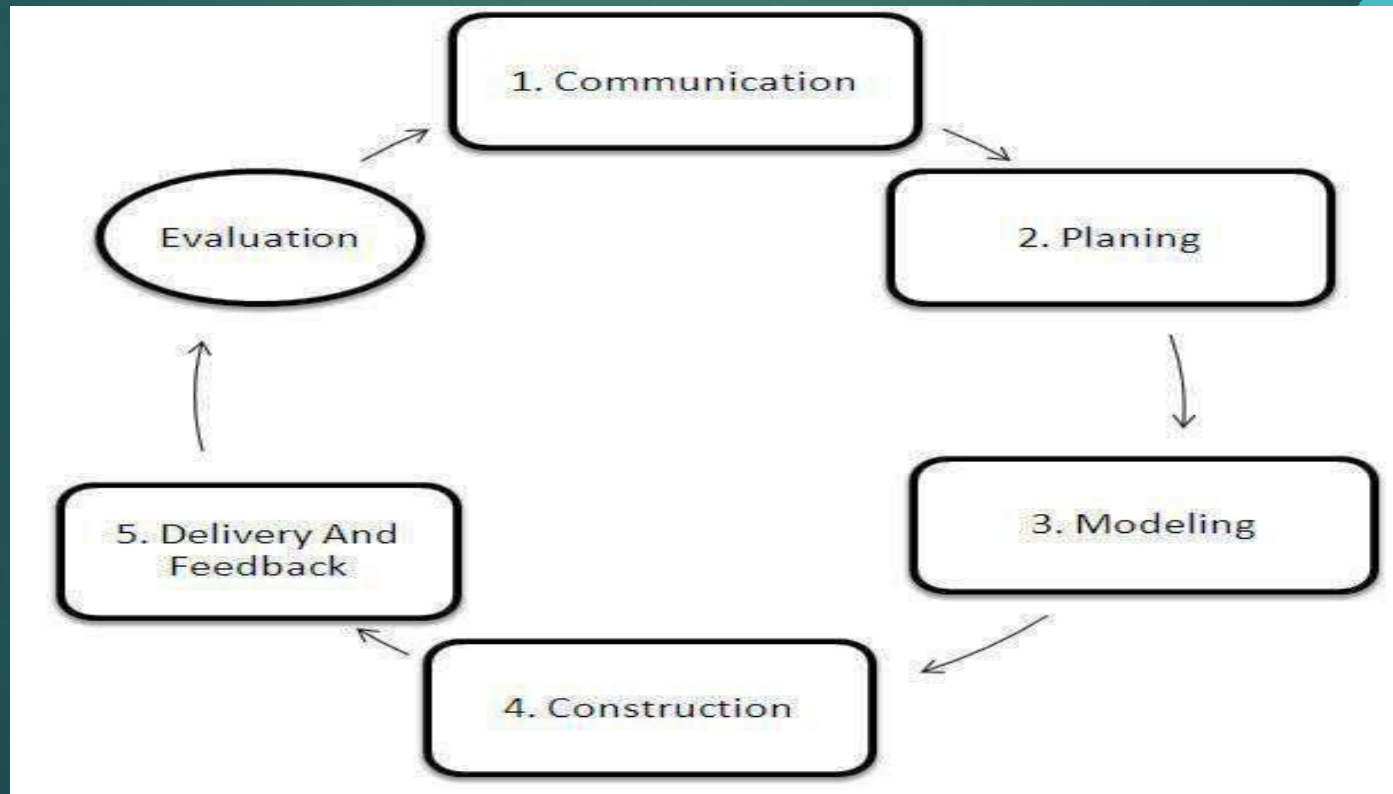 1. Communication
2. Planing
3. Modeling
4. Construction
5. Delivery And
Feedback
Evaluation